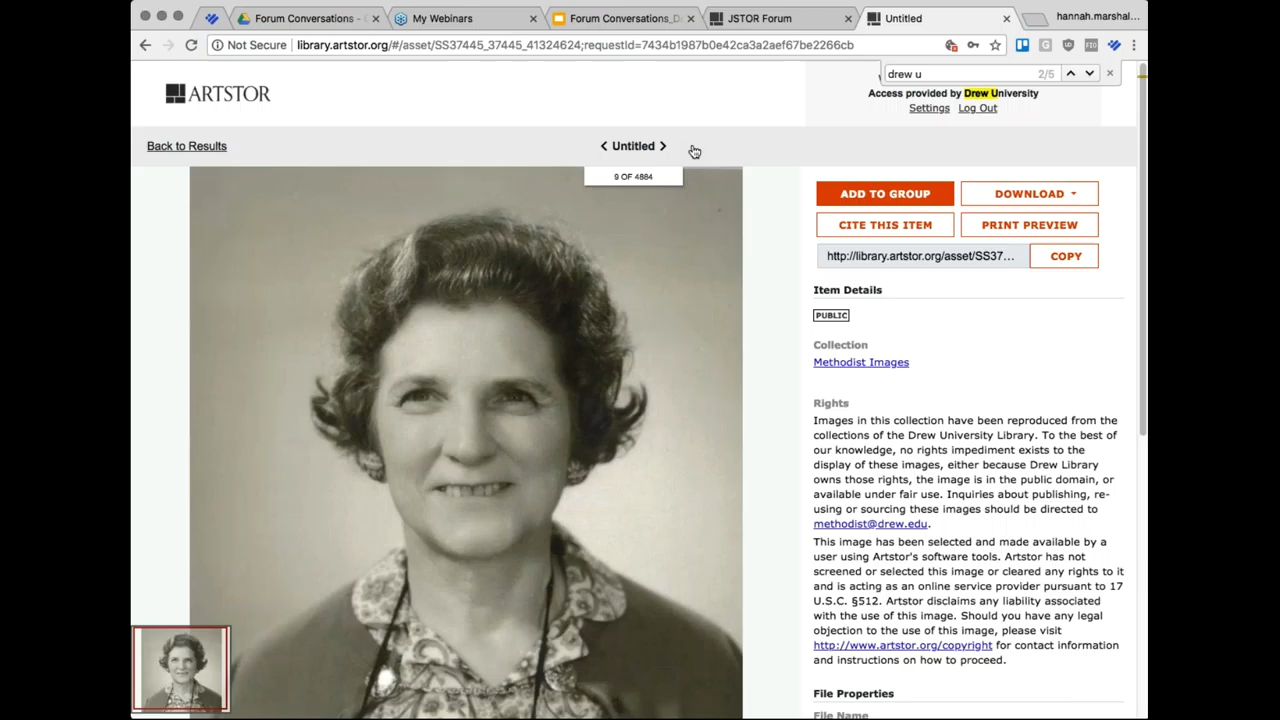 Forum Conversations -
My Webinars
Forum Conversations_D
JSTOR Forum
Untitled
hannah.marshal...
Not Secure
library.artstor.org/#/asset/SS37445_37445_41324624;requestId=7434b1987b0e42ca3a2aef67be2266cb
drew u
2/5
ARTSTOR
Access provided by Drew University
Settings
Log Out
Back to Results
< Untitled >
9 OF 4884
ADD TO GROUP
DOWNLOAD
CITE THIS ITEM
PRINT PREVIEW
http://library.artstor.org/asset/SS37...
COPY
Item Details
PUBLIC
Collection
Methodist Images
Rights
Images in this collection have been reproduced from the
collections of the Drew University Library. To the best of
our knowledge, no rights impediment exists to the
display of these images, either because Drew Library
owns those rights, the image is in the public domain, or
available under fair use. Inquiries about publishing, re-
using or sourcing these images should be directed to
methodist@drew.edu.
This image has been selected and made available by a
user using Artstor's software tools. Artstor has not
screened or selected this image or cleared any rights to it
and is acting as an online service provider pursuant to 17
U.S.C. §512. Artstor disclaims any liability associated
with the use of this image. Should you have any legal
objection to the use of this image, please visit
http://www.artstor.org/copyright for contact information
and instructions on how to proceed.
File Properties
File Name